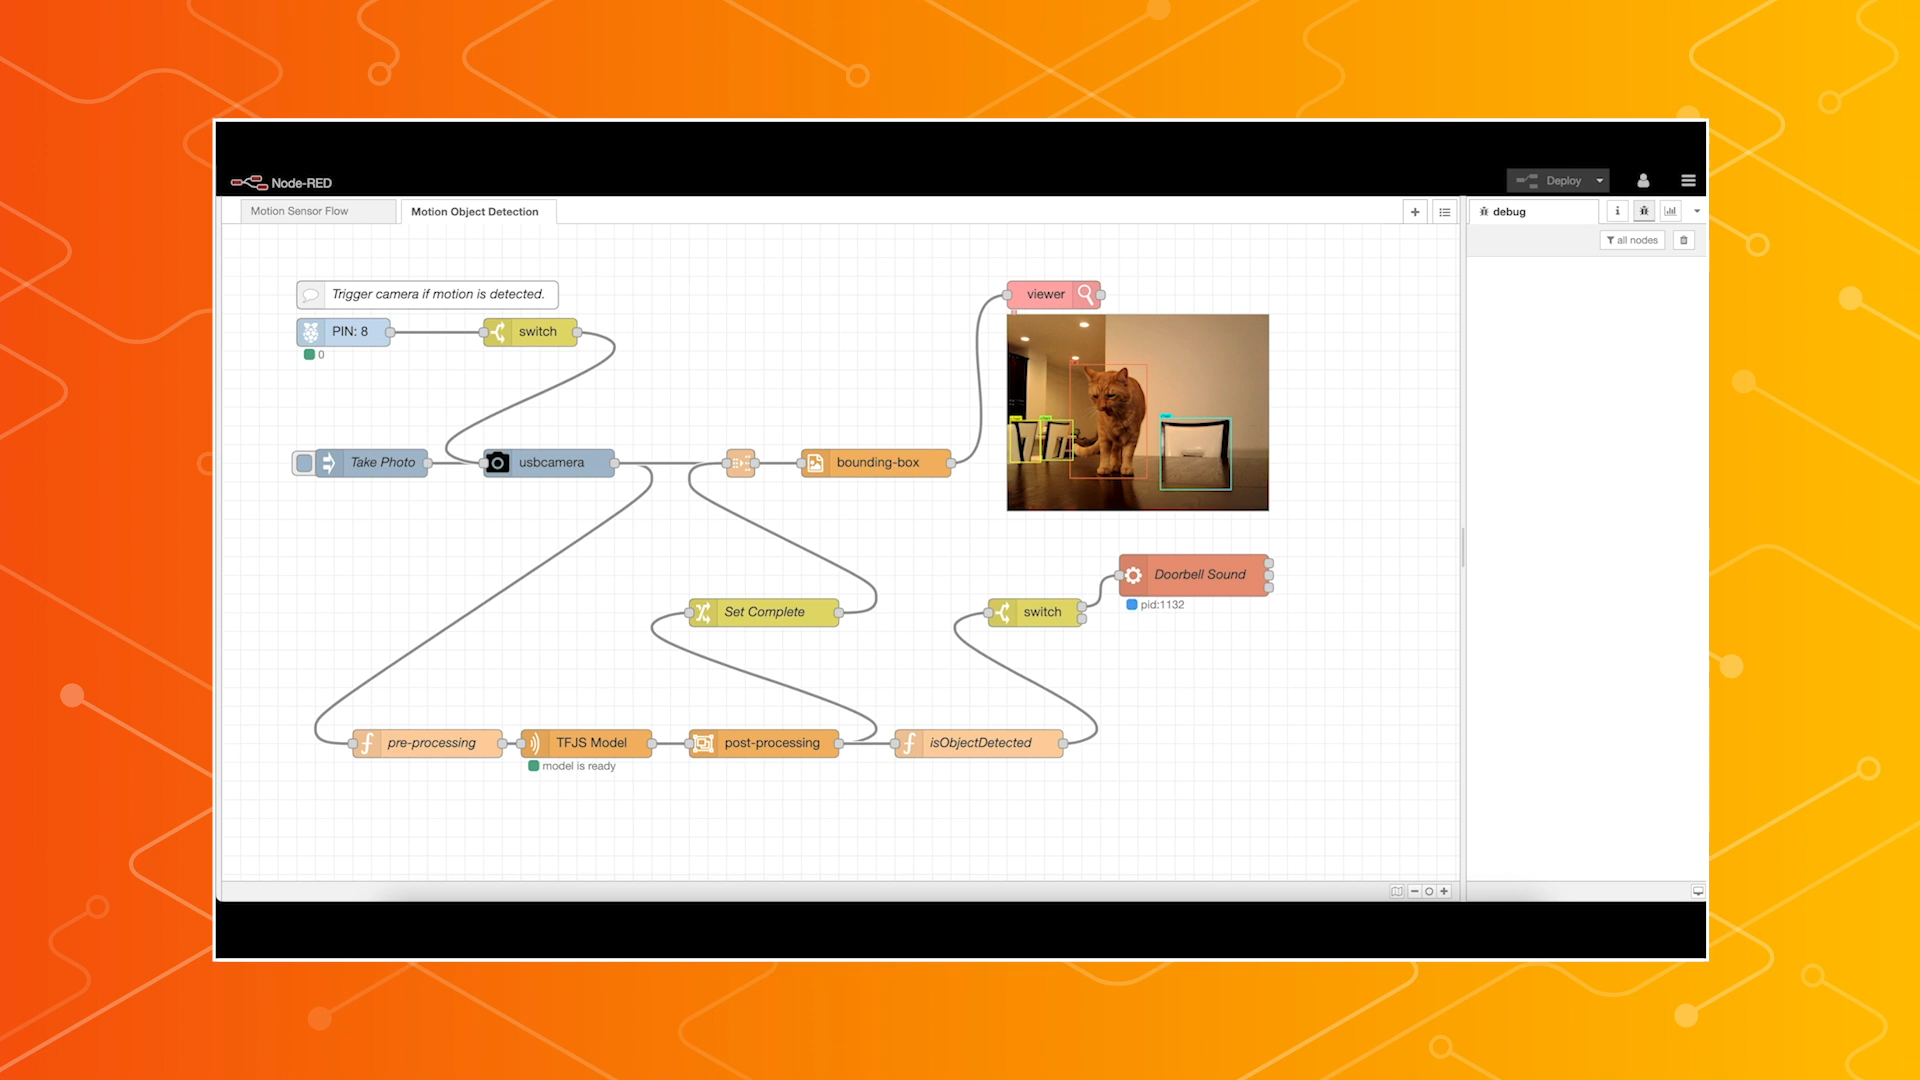 Node-RED
Deploy
Motion Sensor Flow
Motion Object Detection
debug
i
all nodes
Trigger camera if motion is detected.
viewer
PIN: 8
switch
0
Take Photo
usbcamera
bounding-box
Doorbell Sound
pid:1132
Set Complete
switch
pre-processing
TFJS Model
post-processing
isObjectDetected
model is ready